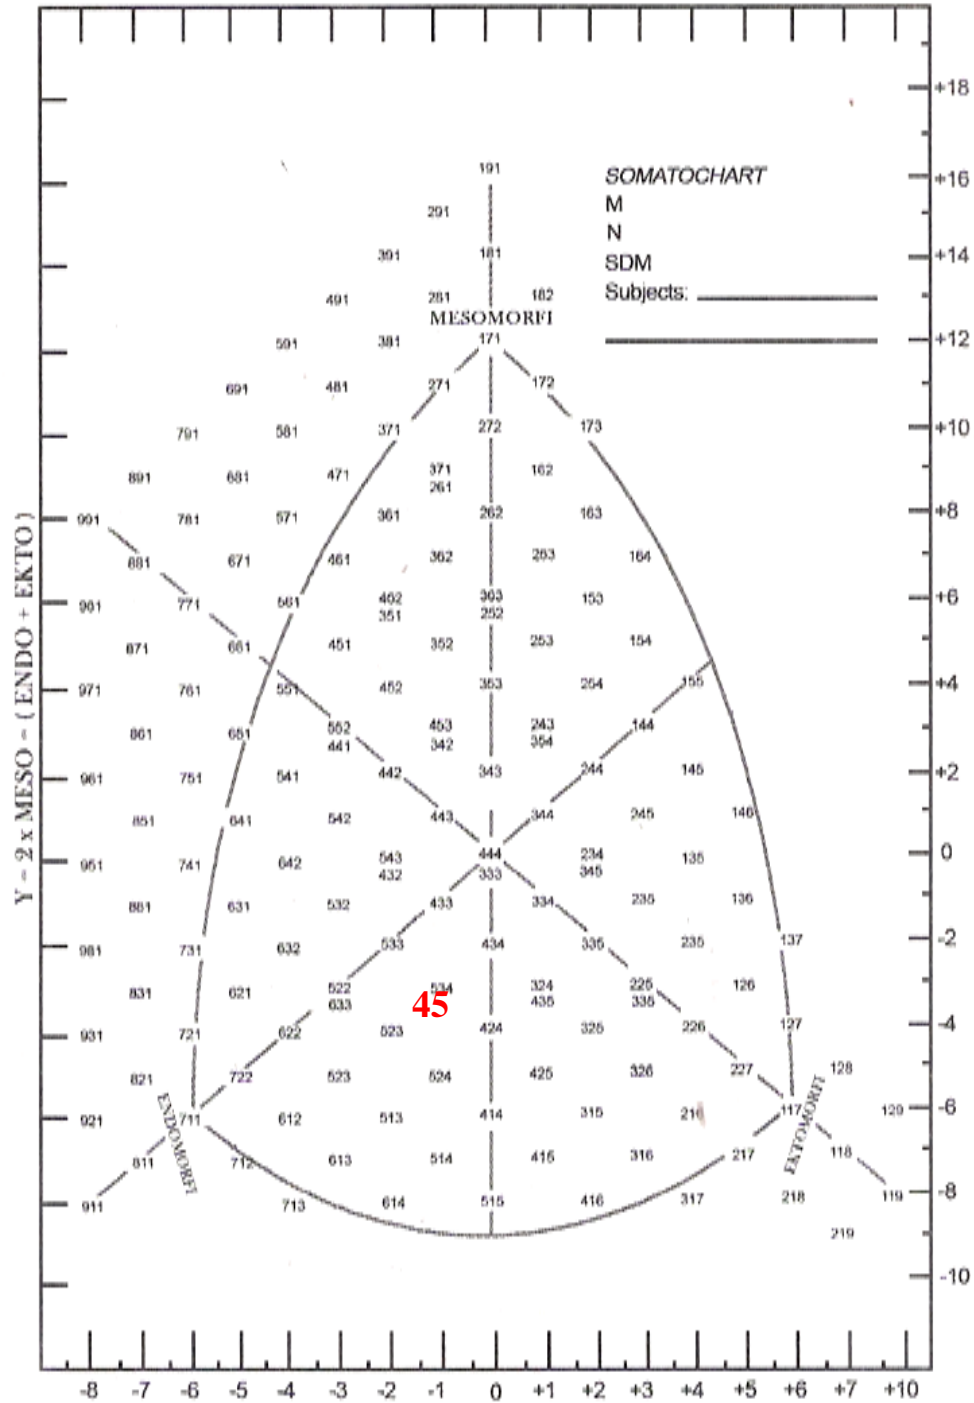 +18
191
+16
SOMATOCHART
M
291
N
391 181 +14
SDM
491 281 182 Subjects:
MESOMORFI
591 381 171 +12
691 481 271 172
791 581 371 272 173 +10
891 681 471 371 162
261
991 781 571 361 262 163 +8
881 671 461 362 263 164
981 771 561 462 363 153 +6
351 252
871 661 451 352 253 154
971 761 551 452 353 254 155 +4
861 651 552 453 243 144
441 342 354
961 751 541 442 343 244 145 +2
851 641 542 443 344 245 146
951 741 642 543 444 234 135 0
432 333 345
881 631 532 433 334 235 136
981 731 632 533 434 335 235 137 -2
831 621 522 534 324 225 126
633 45 435 335
931 721 622 523 424 325 226 127 -4
821 722 523 524 425 326 227 128
921 711 612 513 414 315 216 117 129 -6
ENDOMORFI
EKTOMORFI
811 712 613 514 415 316 217 118
911 713 614 515 416 317 218 119 -8
219
-10
Y = 2 x MESO - ( ENDO + EKTO )
-8 -7 -6 -5 -4 -3 -2 -1 0 +1 +2 +3 +4 +5 +6 +7 +10